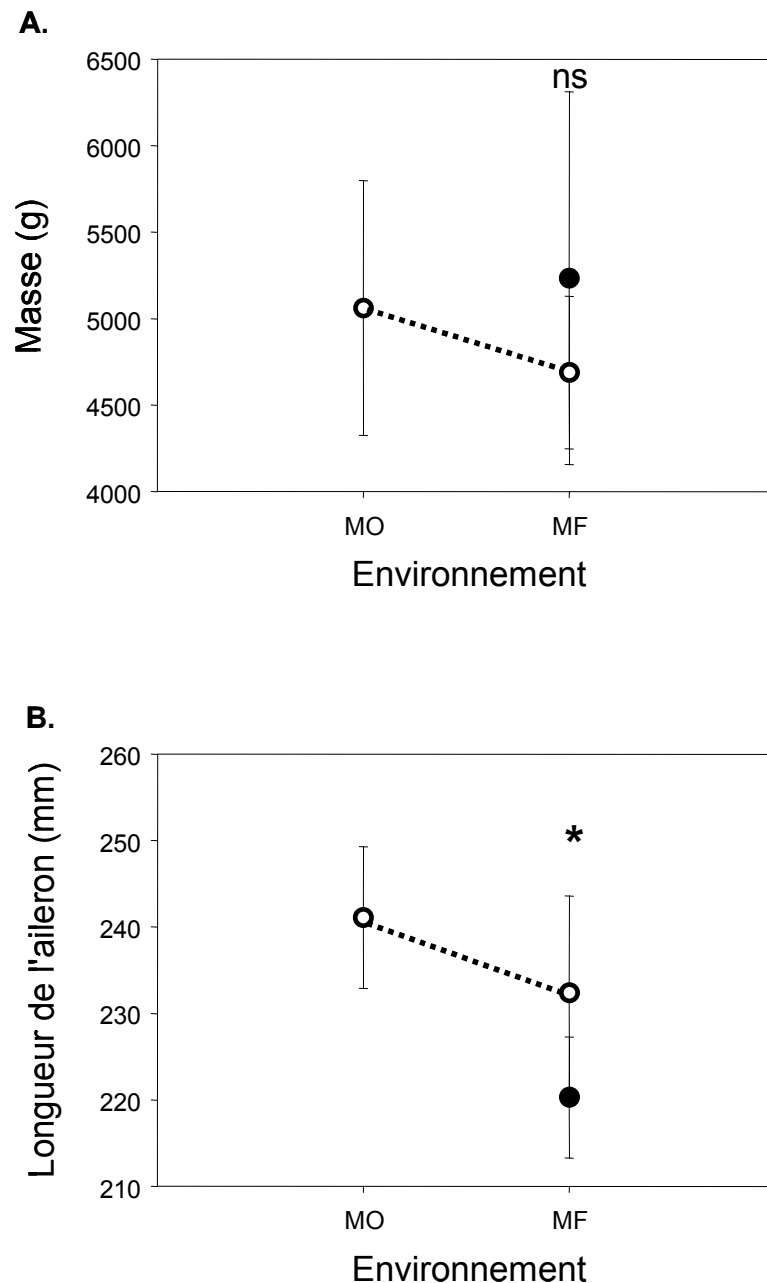 A.
6500
ns
6000
5500
5000
4500
4000
Masse (g)
MO MF
Environnement
B.
260
250
*
240
230
220
210
Longueur de l'aileron (mm)
MO MF
Environnement